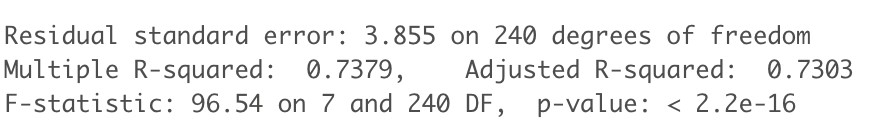 Residual standard error: 3.855 on 240 degrees of freedom
Multiple R-squared:  0.7379,    Adjusted R-squared:  0.7303
F-statistic: 96.54 on 7 and 240 DF,  p-value: < 2.2e-16